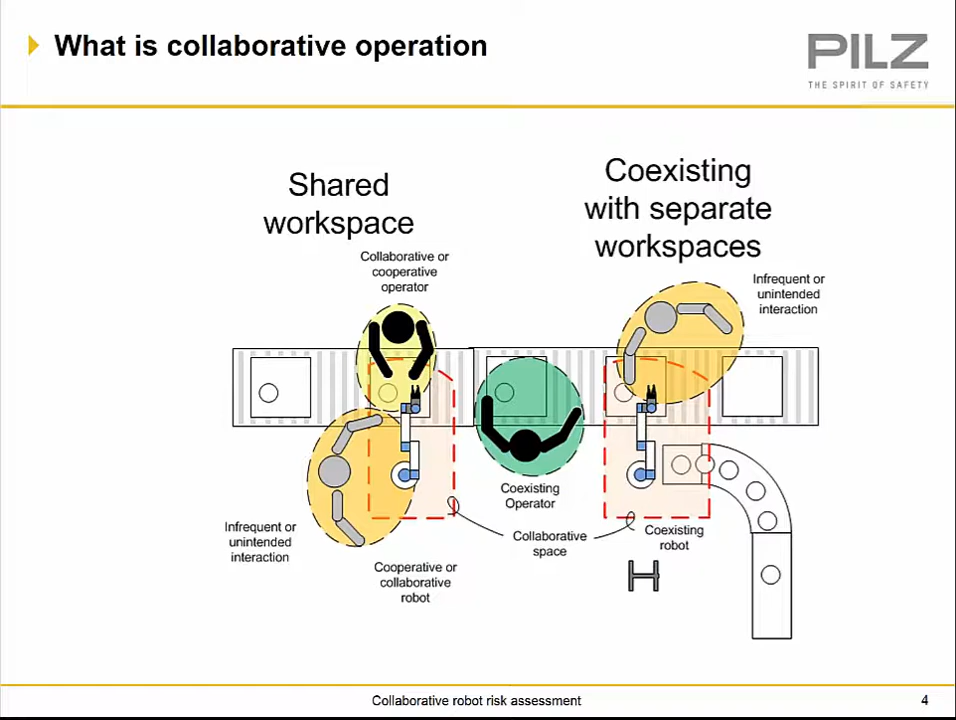 What is collaborative operation
PILZ
THE SPIRIT OF SAFETY
Shared
workspace
Coexisting
with separate
workspaces
Collaborative or
cooperative
operator
Infrequent or
unintended
interaction
Coexisting
Operator
Infrequent or
unintended
interaction
Cooperative or
collaborative
robot
Collaborative
space
Coexisting
robot
Collaborative robot risk assessment
4